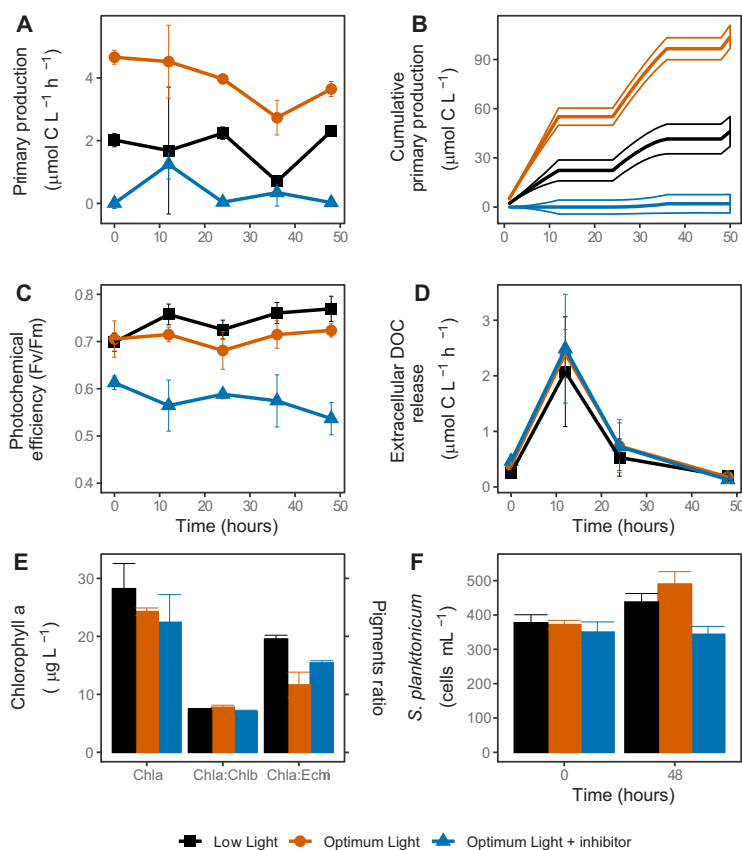 A
Primary production
(μmol C L⁻¹ h⁻¹)
4
2
0
0 10 20 30 40 50
B
Cumulative
primary production
(μmol C L⁻¹)
90
60
30
0
0 10 20 30 40 50
C
Photochemical
efficiency (Fv/Fm)
0.8
0.7
0.6
0.5
0.4
0 10 20 30 40 50
Time (hours)
D
Extracellular DOC
release
(μmol C L⁻¹ h⁻¹)
3
2
1
0
0 10 20 30 40 50
Time (hours)
E
Chlorophyll a
( μg L⁻¹)
30
20
10
0
Chla Chla:Chlb Chla:Echi
Pigments ratio
F
S. planktonicum
(cells mL⁻¹)
500
400
300
200
100
0
0 48
Time (hours)
Low Light Optimum Light Optimum Light + inhibitor